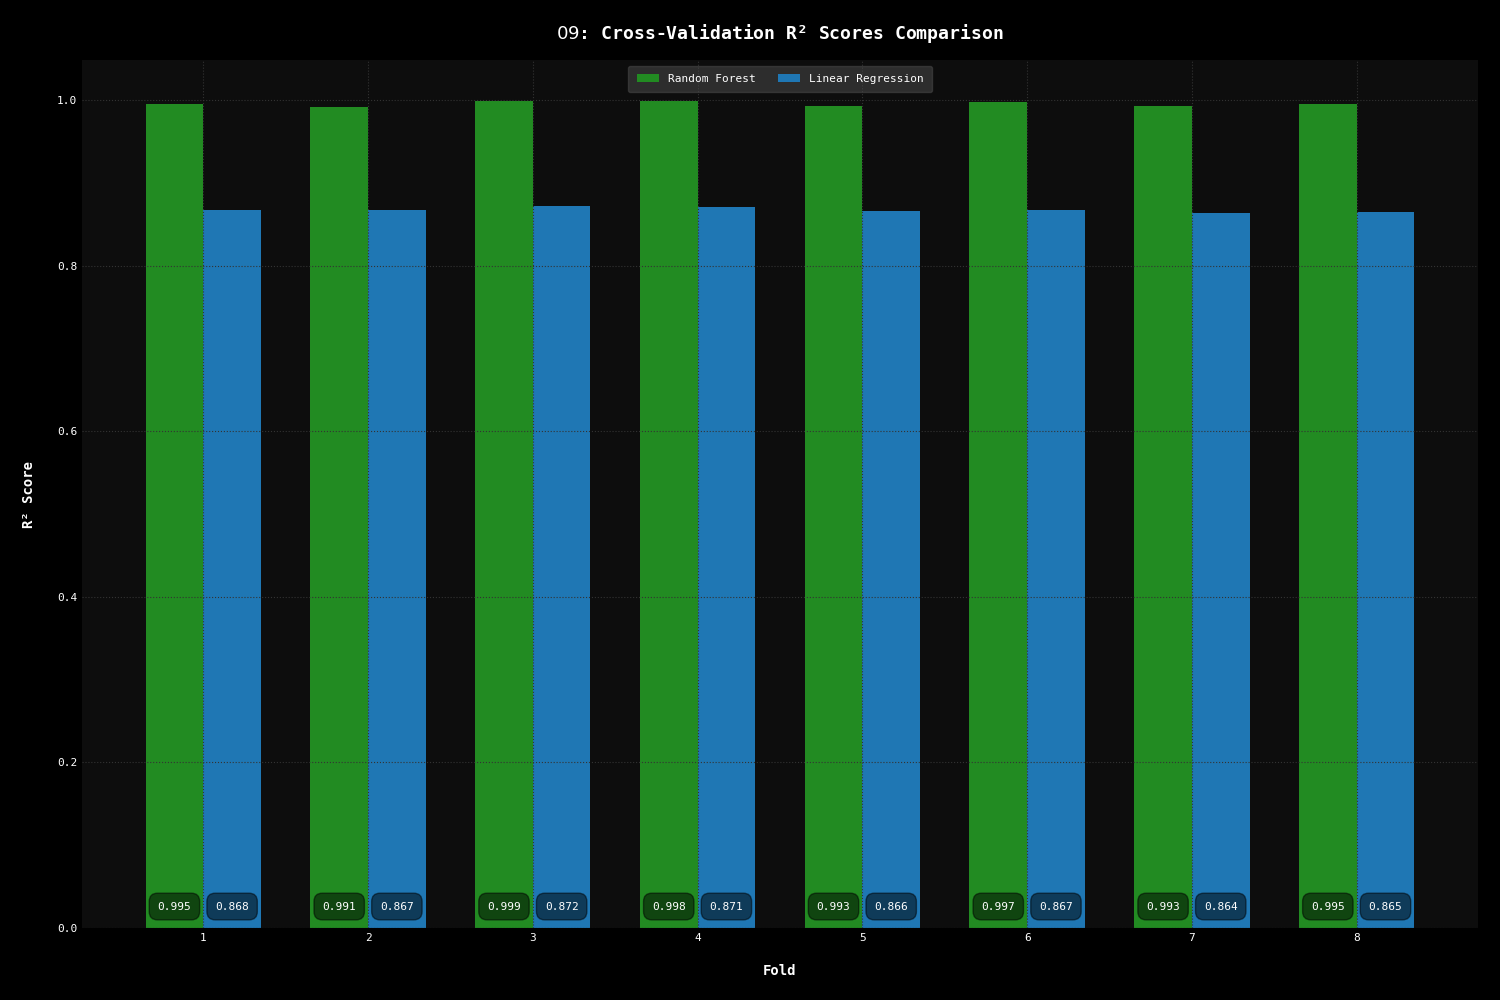 09: Cross-Validation R² Scores Comparison
Random Forest
Linear Regression
1.0
0.8
0.6
0.4
0.2
0.0
R² Score
0.995 0.868 0.991 0.867 0.999 0.872 0.998 0.871 0.993 0.866 0.997 0.867 0.993 0.864 0.995 0.865
1 2 3 4 5 6 7 8
Fold